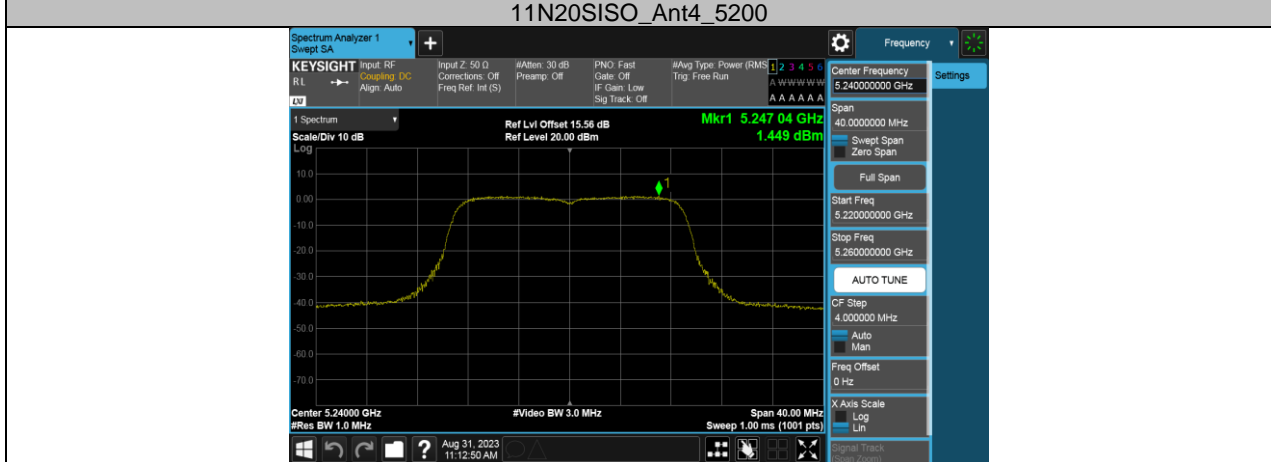 11N20SISO_Ant4_5200
Spectrum Analyzer 1
Swept SA
+
Frequency
KEYSIGHT
RL
LXI
Input: RF
Coupling: DC
Align: Auto
Input Z: 50 Ω
Corrections: Off
Freq Ref: Int (S)
#Atten: 30 dB
Preamp: Off
PNO: Fast
Gate: Off
IF Gain: Low
Sig Track: Off
#Avg Type: Power (RMS
Trig: Free Run
1 2 3 4 5 6
A W W W W W
A A A A A A
Center Frequency
5.240000000 GHz
Settings
1 Spectrum
Scale/Div 10 dB
Ref Lvl Offset 15.56 dB
Ref Level 20.00 dBm
Mkr1 5.247 04 GHz
1.449 dBm
Span
40.0000000 MHz
Swept Span
Zero Span
Full Span
Start Freq
5.220000000 GHz
Stop Freq
5.260000000 GHz
AUTO TUNE
CF Step
4.000000 MHz
Auto
Man
Freq Offset
0 Hz
X Axis Scale
Log
Lin
Signal Track
(Span Zoom)
Log
10.0
0.00
-10.0
-20.0
-30.0
-40.0
-50.0
-60.0
-70.0
1
Center 5.24000 GHz
#Res BW 1.0 MHz
#Video BW 3.0 MHz
Span 40.00 MHz
Sweep 1.00 ms (1001 pts)
?
Aug 31, 2023
11:12:50 AM